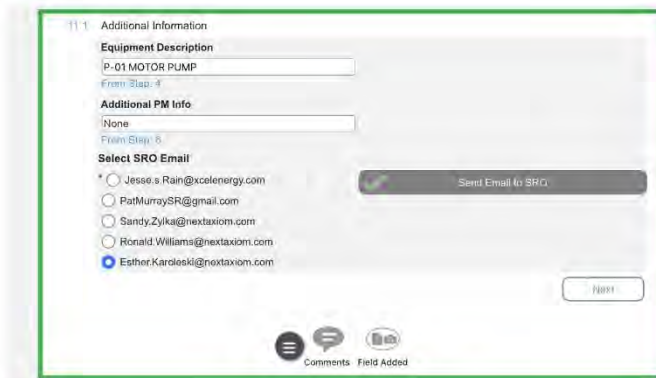 11.1 Additional Information
Equipment Description
P-01 MOTOR PUMP
From Step: 4
Additional PM Info
None
From Step: 6
Select SRO Email
* Jesse.s.Rain@xcelenergy.com
Send Email to SRO
PatMurraySR@gmail.com
Sandy.Zylka@nextaxiom.com
Ronald.Williams@nextaxiom.com
Esther.Karoleski@nextaxiom.com
Next
Comments Field Added